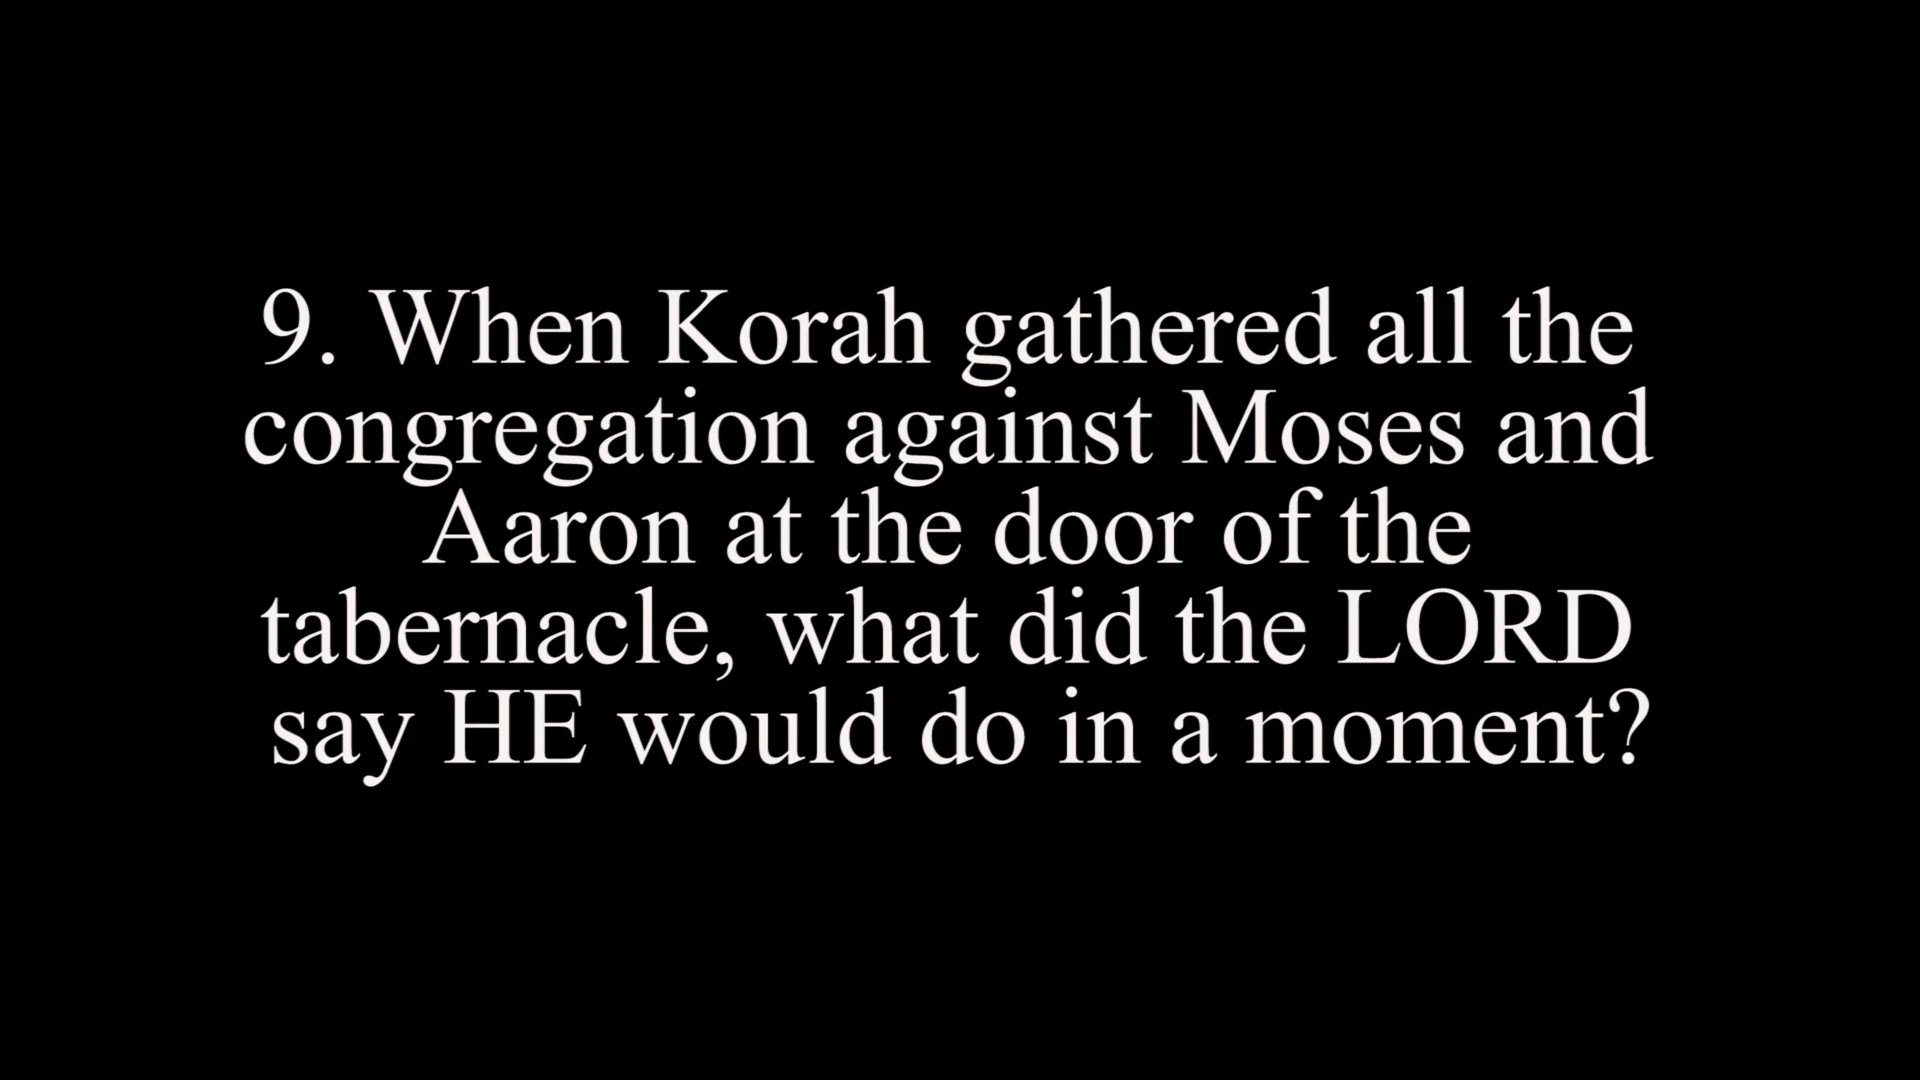 9. When Korah gathered all the
congregation against Moses and
Aaron at the door of the
tabernacle, what did the LORD
say HE would do in a moment?